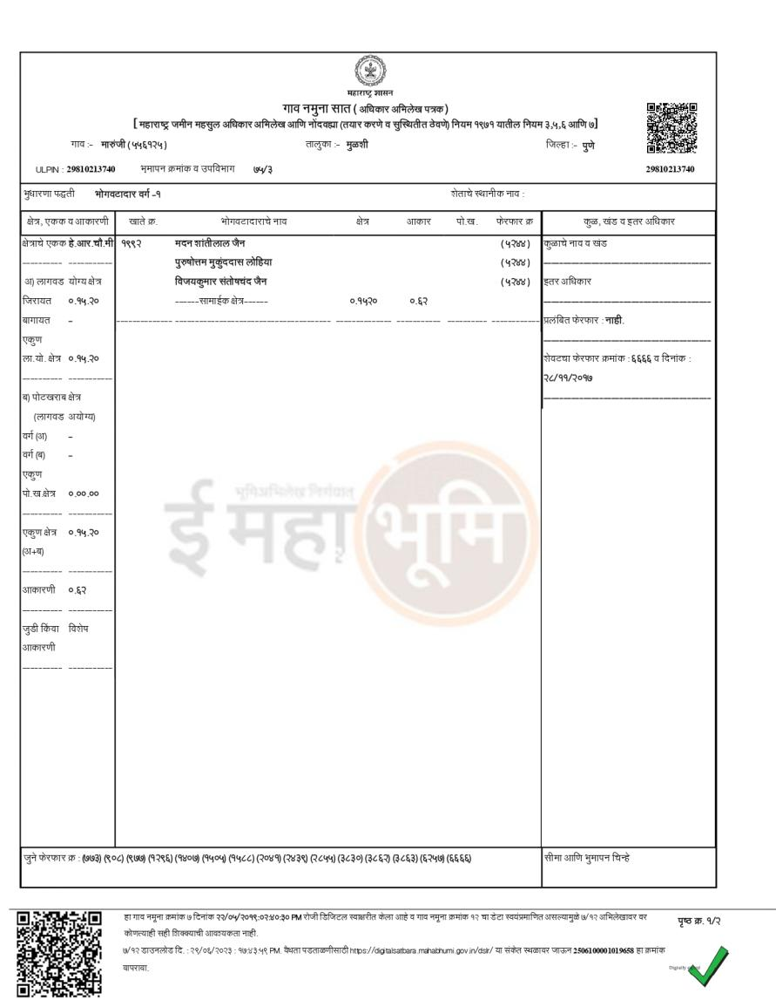 महाराष्ट्र शासन
गाव नमुना सात ( अधिकार अभिलेख पत्रक )
[ महाराष्ट्र जमीन महसुल अधिकार अभिलेख आणि नोंदवह्या (तयार करणे व सुस्थितीत ठेवणे) नियम १९७१ यातील नियम ३,५,६ आणि ७]
गाव :- मारुंजी (५५६१२५) तालुका :- मुळशी जिल्हा :- पुणे
ULPIN : 29810213740 भूमापन क्रमांक व उपविभाग ७५/३ 29810213740
भुधारणा पद्धती भोगवटादार वर्ग -१ शेताचे स्थानीक नाव :
क्षेत्र, एकक व आकारणी खाते क्र. भोगवटादाराचे नाव क्षेत्र आकार पो.ख. फेरफार क्र कुळ, खंड व इतर अधिकार
क्षेत्राचे एकक हे.आर.चौ.मी १९९२ मदन शांतीलाल जैन (५२४४) कुळाचे नाव व खंड
पुरुषोत्तम मुकुंददास लोहिया (५२४४)
अ) लागवड योग्य क्षेत्र विजयकुमार संतोषचंद जैन (५२४४) इतर अधिकार
जिरायत ०.१५.२० ------सामाईक क्षेत्र------ ०.१५२० ०.६२
बागायत - प्रलंबित फेरफार : नाही.
एकुण
ला.यो. क्षेत्र ०.१५.२० शेवटचा फेरफार क्रमांक : ६६६६ व दिनांक :
२८/११/२०१७
ब) पोटखराब क्षेत्र
(लागवड अयोग्य)
वर्ग (अ) -
वर्ग (ब) -
एकुण
पो.ख.क्षेत्र ०.००.००
भूमिअभिलेख निर्गमात्
ई महाभूमि
एकुण क्षेत्र ०.१५.२०
(अ+ब)
आकारणी ०.६२
जुडी किंवा विशेष
आकारणी
जुने फेरफार क्र : (७७३) (९०८) (९७७) (१२९६) (१४०७) (१५०५) (१५८८) (२०४१) (२४३९) (२८५५) (३८३०) (३८६२) (३८६३) (६२५७) (६६६६) सीमा आणि भुमापन चिन्हे
हा गाव नमूना क्रमांक ७ दिनांक २२/०५/२०१९:०२:४०:३० PM रोजी डिजिटल स्वाक्षरीत केला आहे व गाव नमूना क्रमांक १२ चा डेटा स्वयंप्रमाणित असल्यामुळे ७/१२ अभिलेखावर वर
कोणत्याही सही शिक्क्याची आवश्यकता नाही.
पृष्ठ क्र. १/२
७/१२ डाउनलोड दि. : २९/०६/२०२३ : १७:४३:५९ PM. वैधता पडताळणीसाठी https://digitalsatbara.mahabhumi.gov.in/dslr/ या संकेत स्थळावर जाऊन 2506100001019658 हा क्रमांक
वापरावा.
Digitally signed